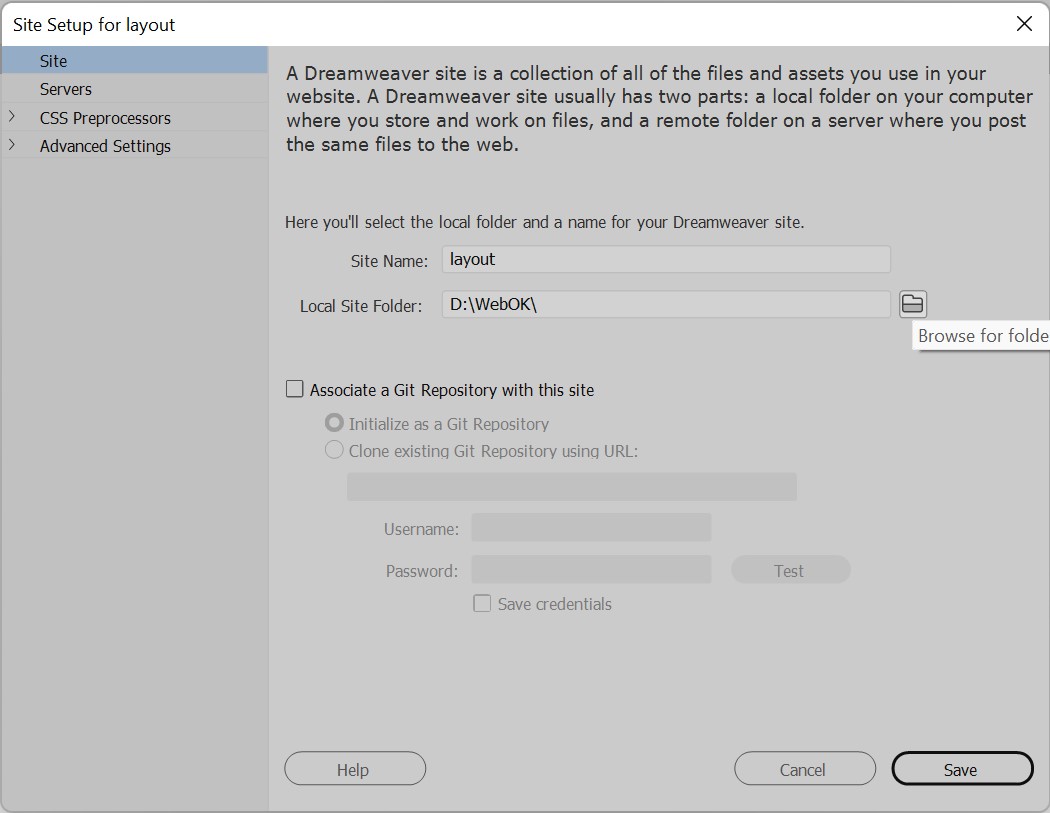 Site Setup for layout
Site
Servers
CSS Preprocessors
Advanced Settings
A Dreamweaver site is a collection of all of the files and assets you use in your
website. A Dreamweaver site usually has two parts: a local folder on your computer
where you store and work on files, and a remote folder on a server where you post
the same files to the web.
Here you'll select the local folder and a name for your Dreamweaver site.
Site Name: layout
Local Site Folder: D:\WebOK\
Browse for folde
Associate a Git Repository with this site
Initialize as a Git Repository
Clone existing Git Repository using URL:
Username:
Password: Test
Save credentials
Help Cancel Save